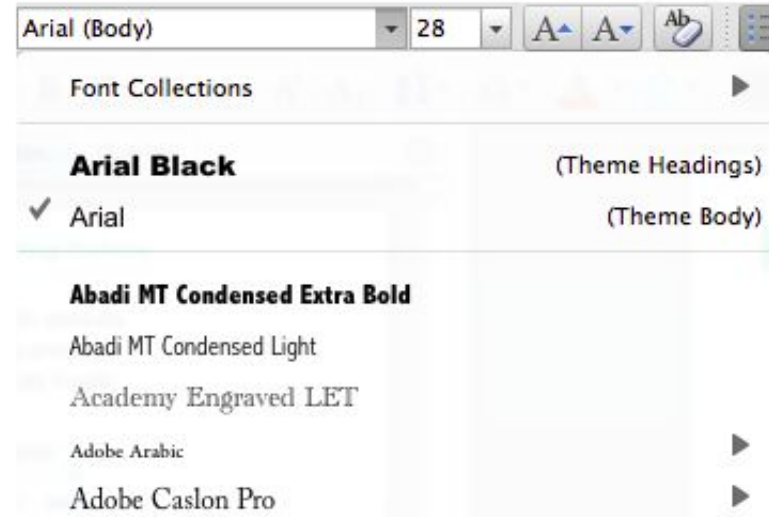 Arial (Body) 28 A A Ab
Font Collections
Arial Black (Theme Headings)
Arial (Theme Body)
Abadi MT Condensed Extra Bold
Abadi MT Condensed Light
Academy Engraved LET
Adobe Arabic
Adobe Caslon Pro